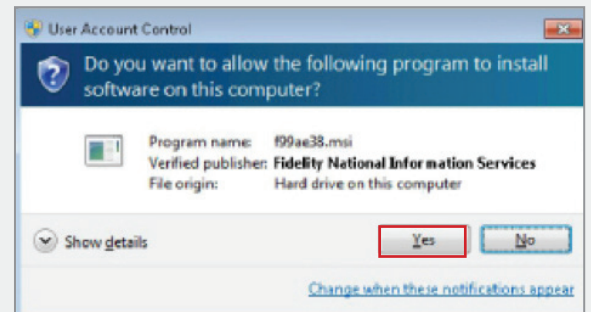 User Account Control
Do you want to allow the following program to install
software on this computer?
Program name: f99ae38.msi
Verified publisher: Fidelity National Information Services
File origin: Hard drive on this computer
Show details
Yes No
Change when these notifications appear